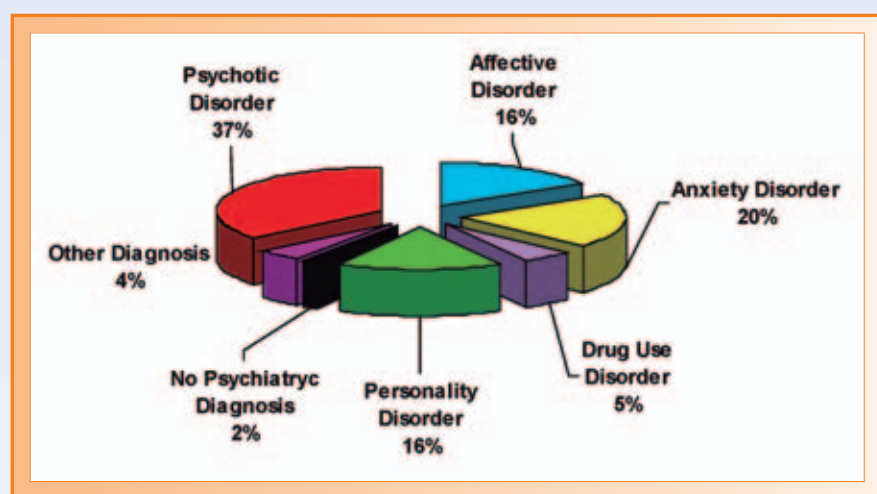 Psychotic
Disorder
37%
Affective
Disorder
16%
Anxiety Disorder
20%
Other Diagnosis
4%
Drug Use
Disorder
5%
No Psychiatryc
Diagnosis
2%
Personality
Disorder
16%